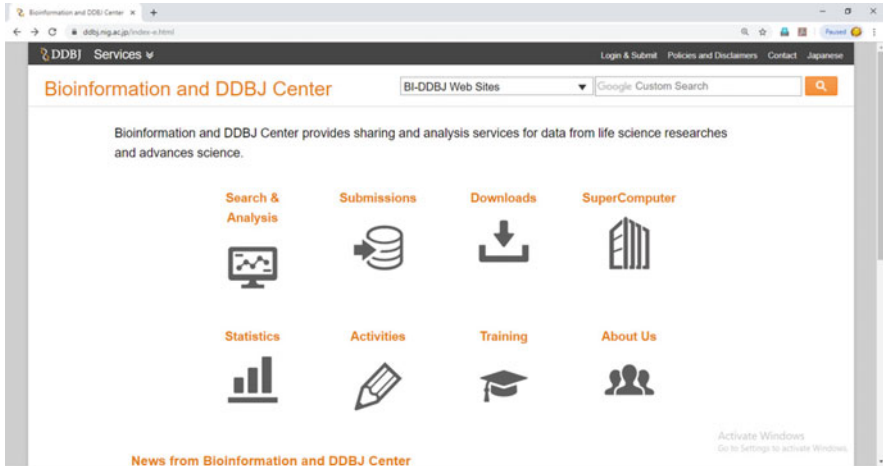 Bioinformation and DDBJ Center
ddbj.nig.ac.jp/index-e.html
Paused
DDBJ Services
Login & Submit Policies and Disclaimers Contact Japanese
Bioinformation and DDBJ Center
BI-DDBJ Web Sites
Google Custom Search
Bioinformation and DDBJ Center provides sharing and analysis services for data from life science researches
and advances science.
Search &
Analysis
Submissions
Downloads
SuperComputer
Statistics
Activities
Training
About Us
Activate Windows
Go to Settings to activate Windows.
News from Bioinformation and DDBJ Center